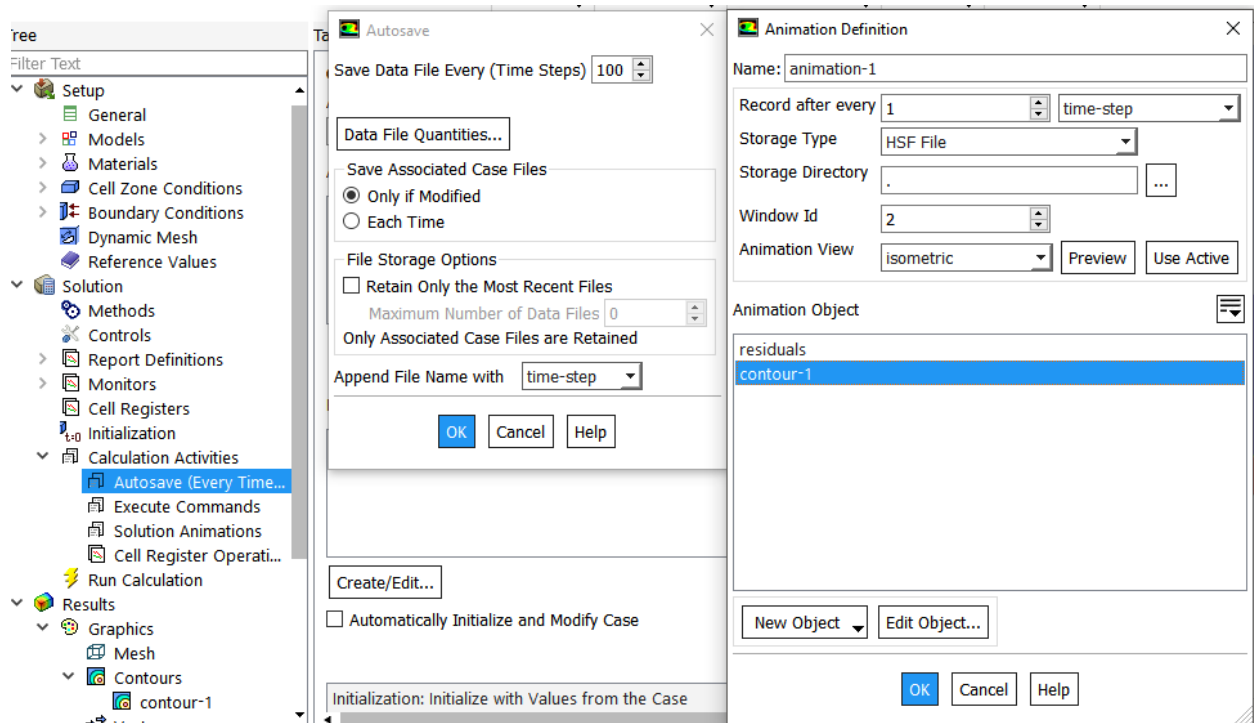 Tree
Filter Text
Setup
General
Models
Materials
Cell Zone Conditions
Boundary Conditions
Dynamic Mesh
Reference Values
Solution
Methods
Controls
Report Definitions
Monitors
Cell Registers
t=0 Initialization
Calculation Activities
Autosave (Every Time...
Execute Commands
Solution Animations
Cell Register Operati...
Run Calculation
Results
Graphics
Mesh
Contours
contour-1
Ta
Autosave
Save Data File Every (Time Steps) 100
Data File Quantities...
Save Associated Case Files
Only if Modified
Each Time
File Storage Options
Retain Only the Most Recent Files
Maximum Number of Data Files 0
Only Associated Case Files are Retained
Append File Name with time-step
OK Cancel Help
Create/Edit...
Automatically Initialize and Modify Case
Initialization: Initialize with Values from the Case
Animation Definition
Name: animation-1
Record after every 1 time-step
Storage Type HSF File
Storage Directory . ...
Window Id 2
Animation View isometric Preview Use Active
Animation Object
residuals
contour-1
New Object Edit Object...
OK Cancel Help